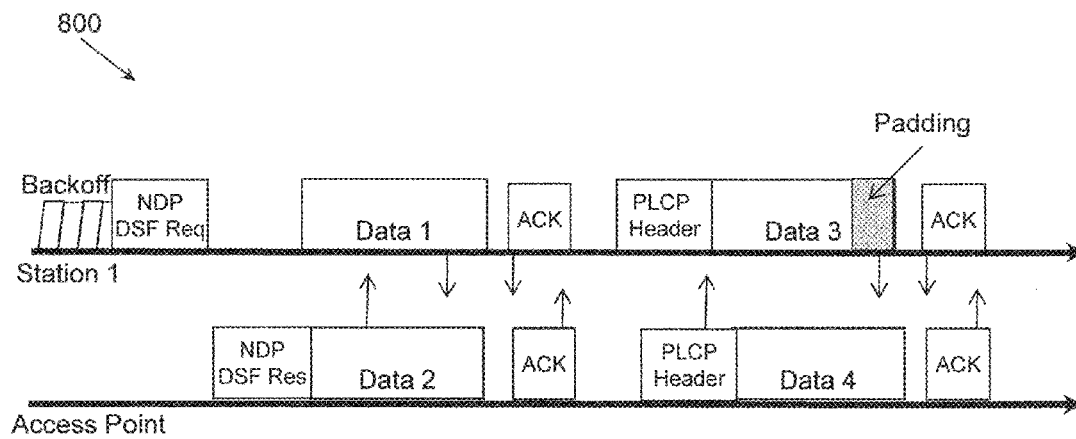 800
Padding
Backoff
NDP
DSF Req
Data 1
ACK
PLCP
Header
Data 3
ACK
Station 1
NDP
DSF Res
Data 2
ACK
PLCP
Header
Data 4
ACK
Access Point